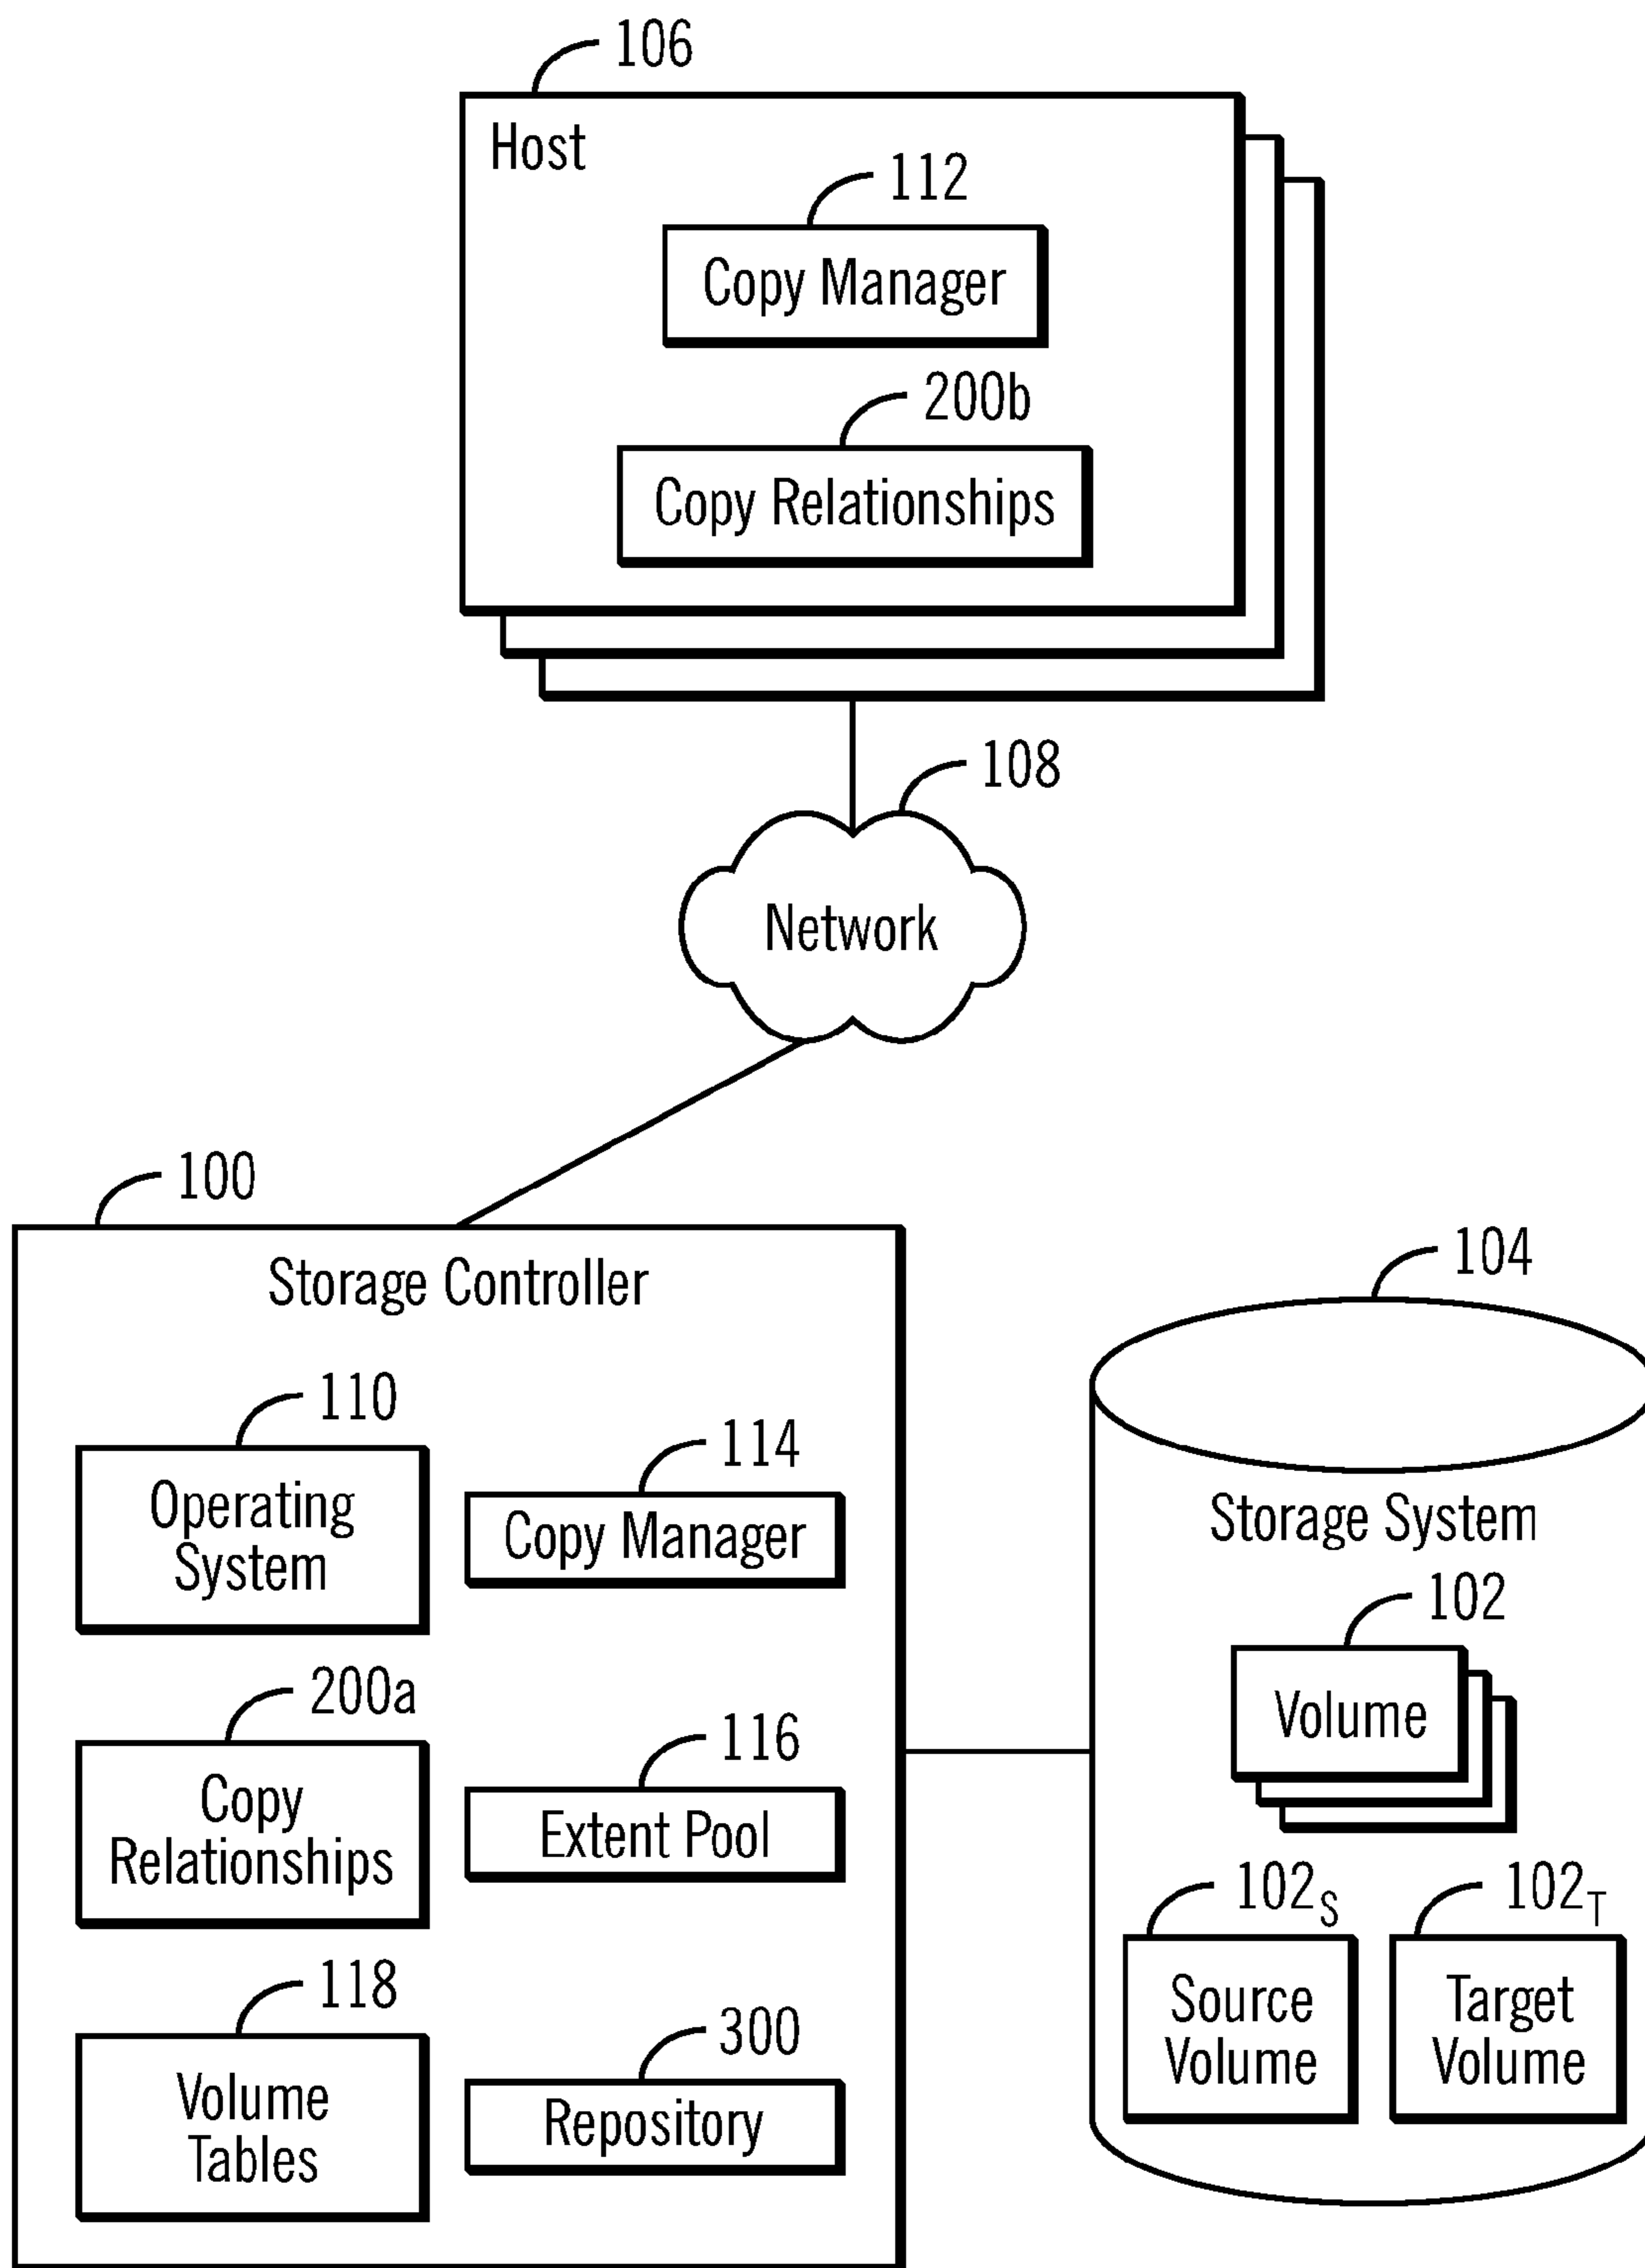 106
Host
112
Copy Manager
200b
Copy Relationships
108
Network
100
Storage Controller
110
Operating
System
114
Copy Manager
200a
Copy
Relationships
116
Extent Pool
118
Volume
Tables
300
Repository
104
Storage System
102
Volume
102S
Source
Volume
102T
Target
Volume